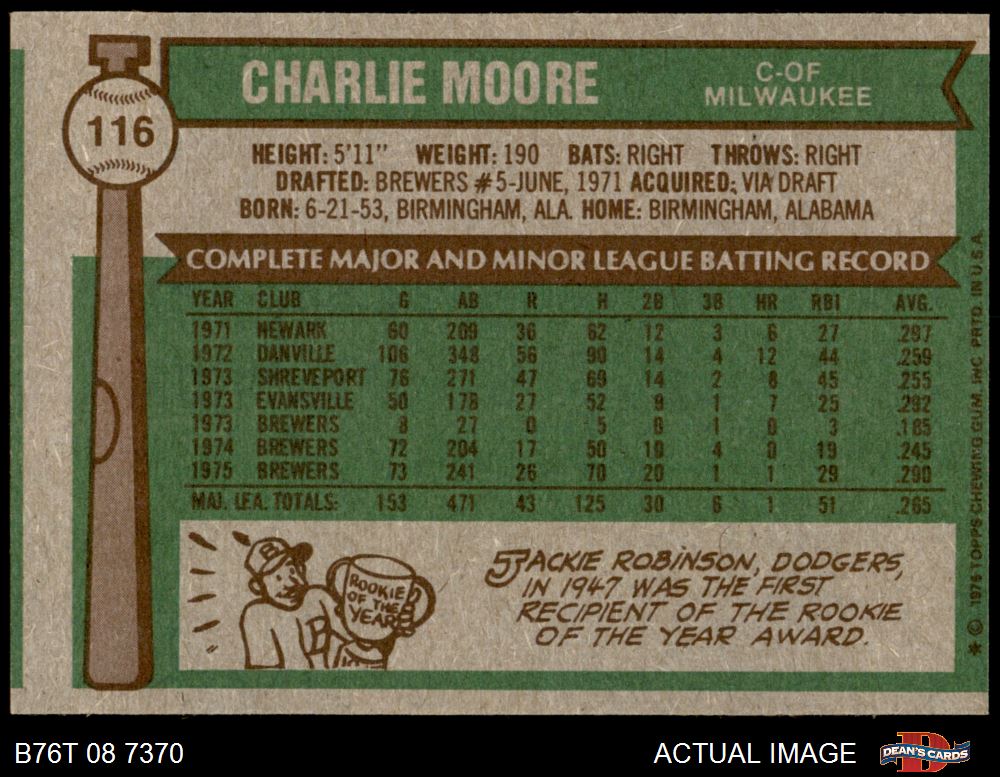 116
CHARLIE MOORE
C-OF
MILWAUKEE
HEIGHT: 5'11" WEIGHT: 190 BATS: RIGHT THROWS: RIGHT
DRAFTED: BREWERS #5-JUNE, 1971 ACQUIRED: VIA DRAFT
BORN: 6-21-53, BIRMINGHAM, ALA. HOME: BIRMINGHAM, ALABAMA
COMPLETE MAJOR AND MINOR LEAGUE BATTING RECORD
YEAR CLUB G AB R H 2B 3B HR RBI AVG.
1971 NEWARK 60 209 36 62 12 3 6 27 .297
1972 DANVILLE 106 348 56 90 14 4 12 44 .259
1973 SHREVEPORT 76 271 47 69 14 2 8 45 .255
1973 EVANSVILLE 50 178 27 52 9 1 7 25 .292
1973 BREWERS 8 27 0 5 0 1 0 3 .185
1974 BREWERS 72 204 17 50 10 4 0 19 .245
1975 BREWERS 73 241 26 70 20 1 1 29 .290
MAJ. LEA. TOTALS: 153 471 43 125 30 6 1 51 .265
B
ROOKIE
OF THE
YEAR
B
JACKIE ROBINSON, DODGERS,
IN 1947 WAS THE FIRST
RECIPIENT OF THE ROOKIE
OF THE YEAR AWARD.
* © 1976 TOPPS CHEWING GUM, INC. PRTD. IN U.S.A.
B76T 08 7370
ACTUAL IMAGE
D
DEAN'S CARDS